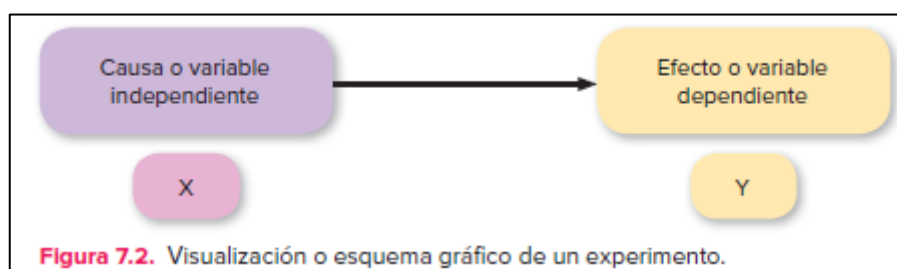 Causa o variable
independiente
Efecto o variable
dependiente
X
Y
Figura 7.2. Visualización o esquema gráfico de un experimento.